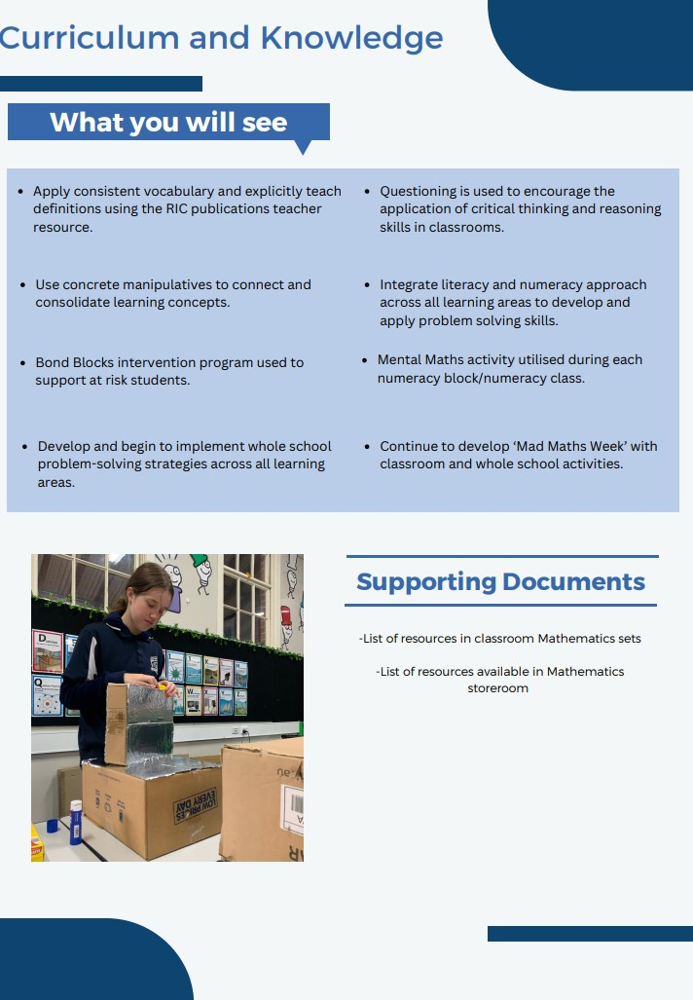 Curriculum and Knowledge
What you will see
• Apply consistent vocabulary and explicitly teach
definitions using the RIC publications teacher
resource.
• Use concrete manipulatives to connect and
consolidate learning concepts.
• Bond Blocks intervention program used to
support at risk students.
• Develop and begin to implement whole school
problem-solving strategies across all learning
areas.
• Questioning is used to encourage the
application of critical thinking and reasoning
skills in classrooms.
• Integrate literacy and numeracy approach
across all learning areas to develop and
apply problem solving skills.
• Mental Maths activity utilised during each
numeracy block/numeracy class.
• Continue to develop ‘Mad Maths Week’ with
classroom and whole school activities.
Supporting Documents
-List of resources in classroom Mathematics sets
-List of resources available in Mathematics
storeroom
D
I
K
Q
W
X
LOW PRICES
EVERY DAY
.au